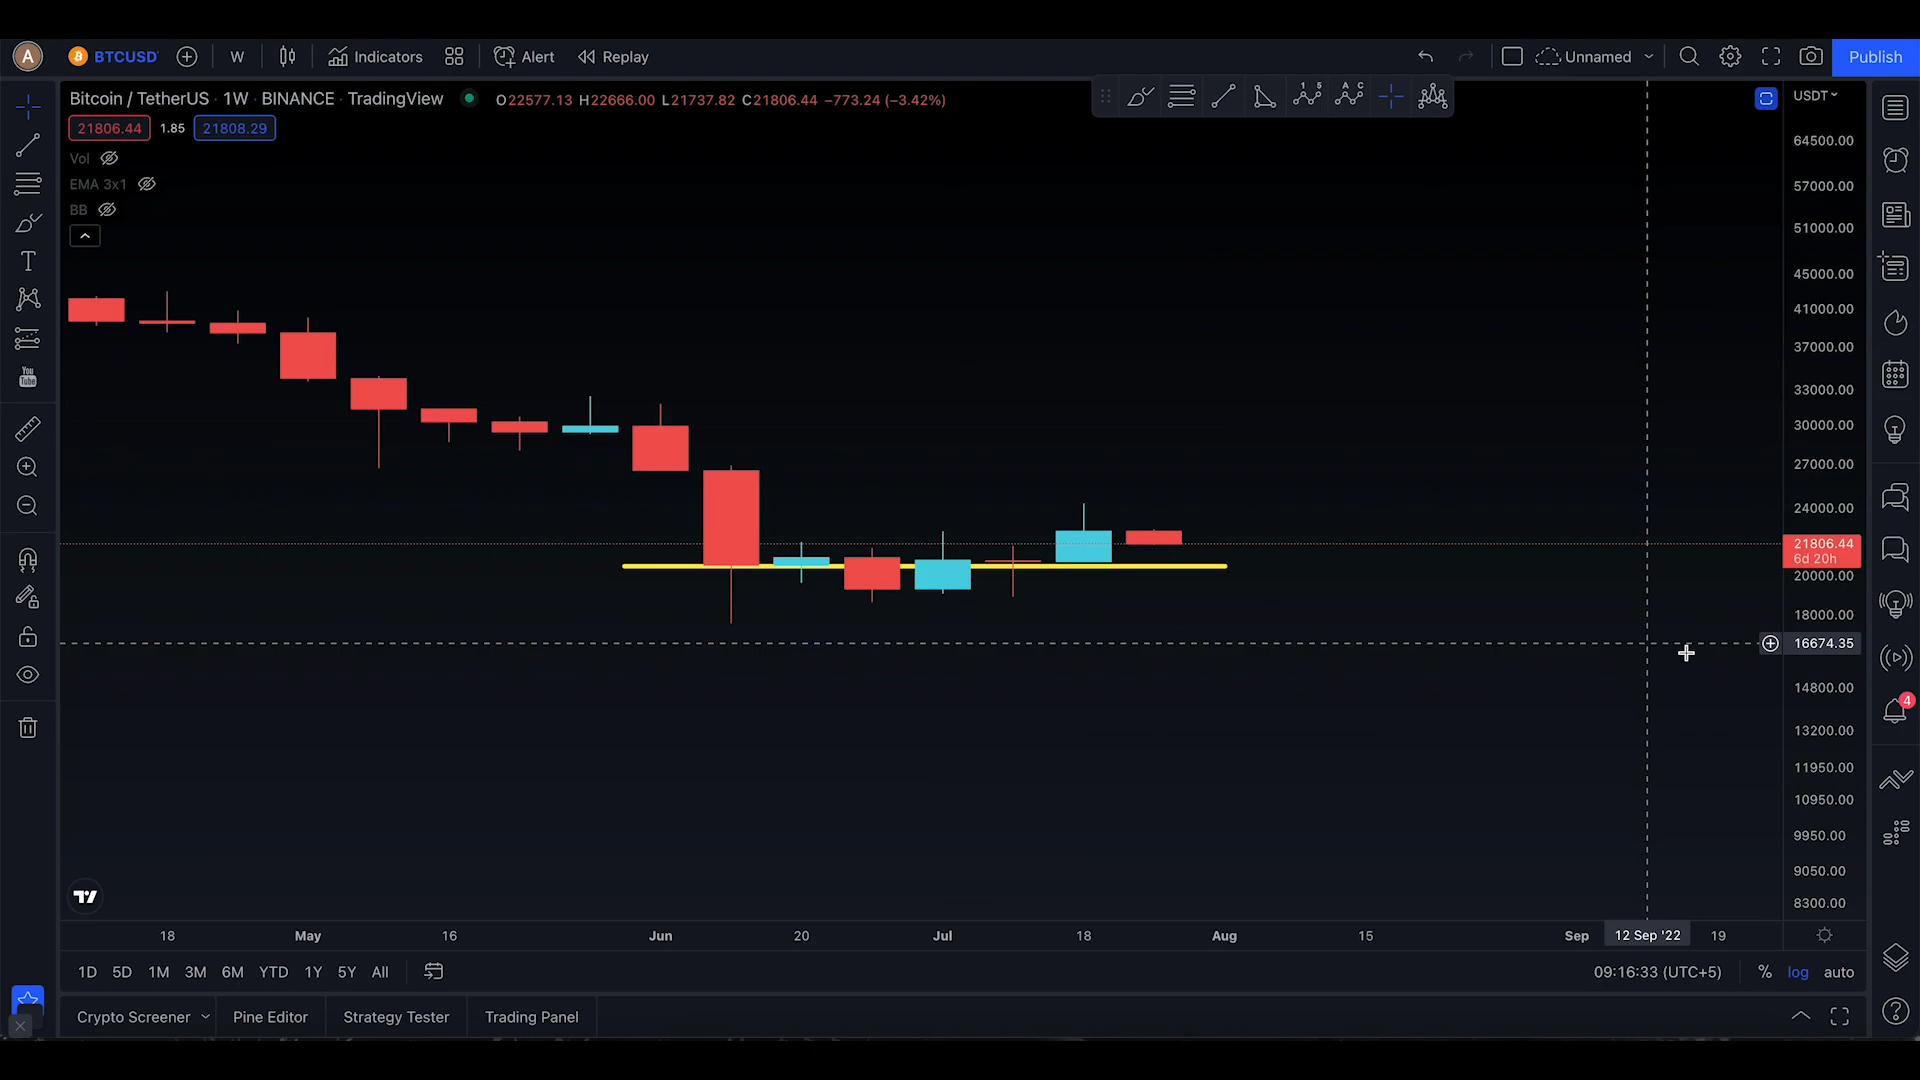 A BTCUSD W Indicators Alert Replay Unnamed Publish
Bitcoin / TetherUS · 1W · BINANCE · TradingView O22577.13 H22666.00 L21737.82 C21806.44 −773.24 (−3.42%)
USDT
21806.44 1.85 21808.29
Vol
EMA 3x1
BB
1 5
A C
T
You
Tube
64500.00
57000.00
51000.00
45000.00
41000.00
37000.00
33000.00
30000.00
27000.00
24000.00
21806.44
6d 20h
20000.00
18000.00
16674.35
14800.00
13200.00
11950.00
10950.00
9950.00
9050.00
8300.00
4
18 May 16 Jun 20 Jul 18 Aug 15 Sep 12 Sep '22 19
1D 5D 1M 3M 6M YTD 1Y 5Y All 09:16:33 (UTC+5) % log auto
Crypto Screener Pine Editor Strategy Tester Trading Panel